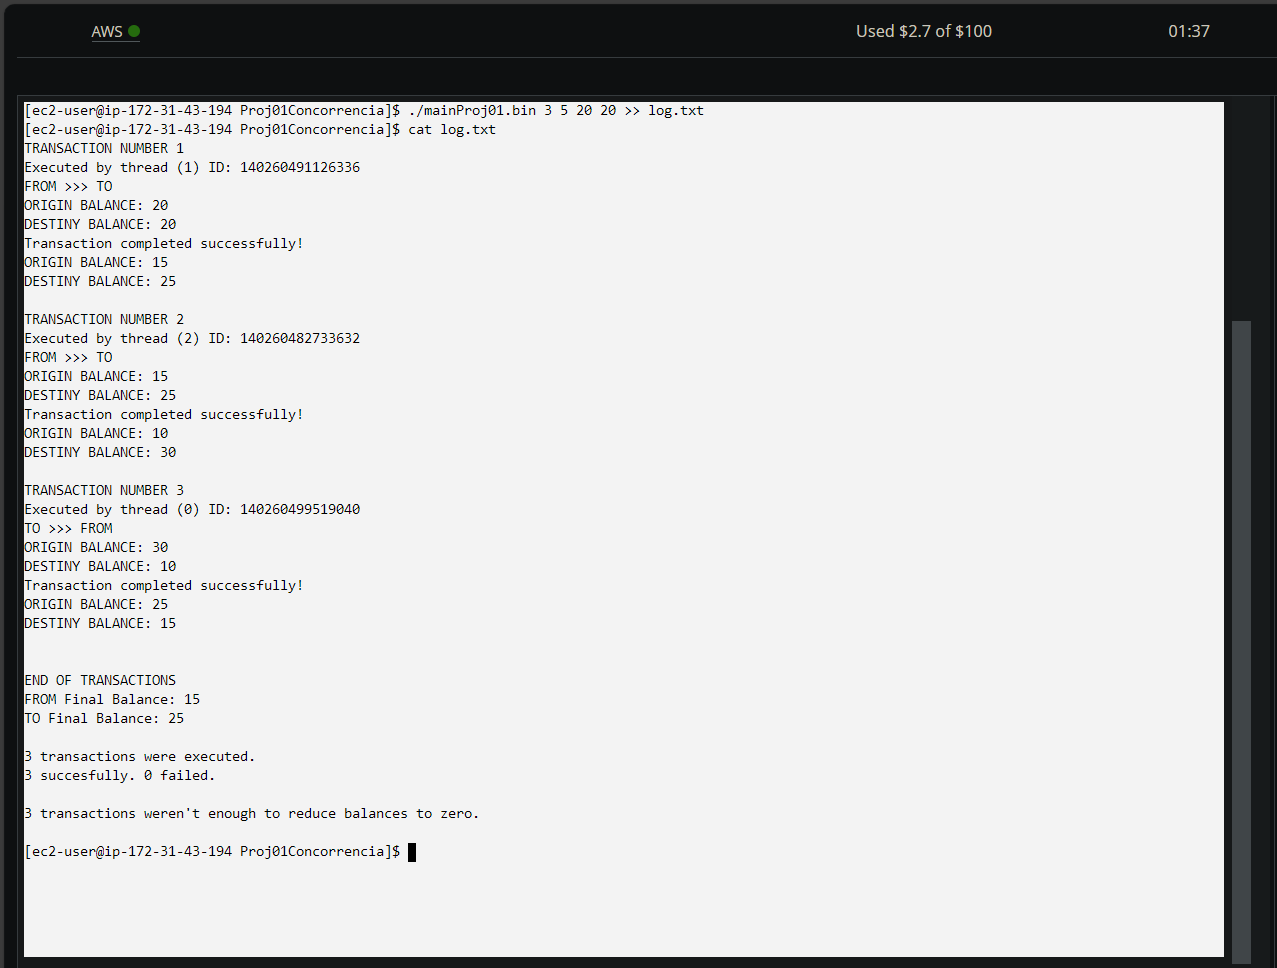 AWS Used $2.7 of $100 01:37
[ec2-user@ip-172-31-43-194 Proj01Concorrencia]$ ./mainProj01.bin 3 5 20 20 >> log.txt
[ec2-user@ip-172-31-43-194 Proj01Concorrencia]$ cat log.txt
TRANSACTION NUMBER 1
Executed by thread (1) ID: 140260491126336
FROM >>> TO
ORIGIN BALANCE: 20
DESTINY BALANCE: 20
Transaction completed successfully!
ORIGIN BALANCE: 15
DESTINY BALANCE: 25
TRANSACTION NUMBER 2
Executed by thread (2) ID: 140260482733632
FROM >>> TO
ORIGIN BALANCE: 15
DESTINY BALANCE: 25
Transaction completed successfully!
ORIGIN BALANCE: 10
DESTINY BALANCE: 30
TRANSACTION NUMBER 3
Executed by thread (0) ID: 140260499519040
TO >>> FROM
ORIGIN BALANCE: 30
DESTINY BALANCE: 10
Transaction completed successfully!
ORIGIN BALANCE: 25
DESTINY BALANCE: 15
END OF TRANSACTIONS
FROM Final Balance: 15
TO Final Balance: 25
3 transactions were executed.
3 succesfully. 0 failed.
3 transactions weren't enough to reduce balances to zero.
[ec2-user@ip-172-31-43-194 Proj01Concorrencia]$